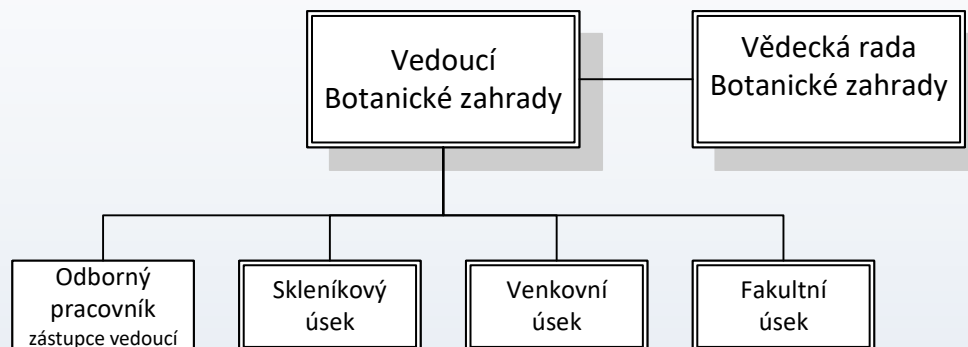 Vedoucí
Botanické zahrady
Vědecká rada
Botanické zahrady
Odborný
pracovník
zástupce vedoucí
Skleníkový
úsek
Venkovní
úsek
Fakultní
úsek